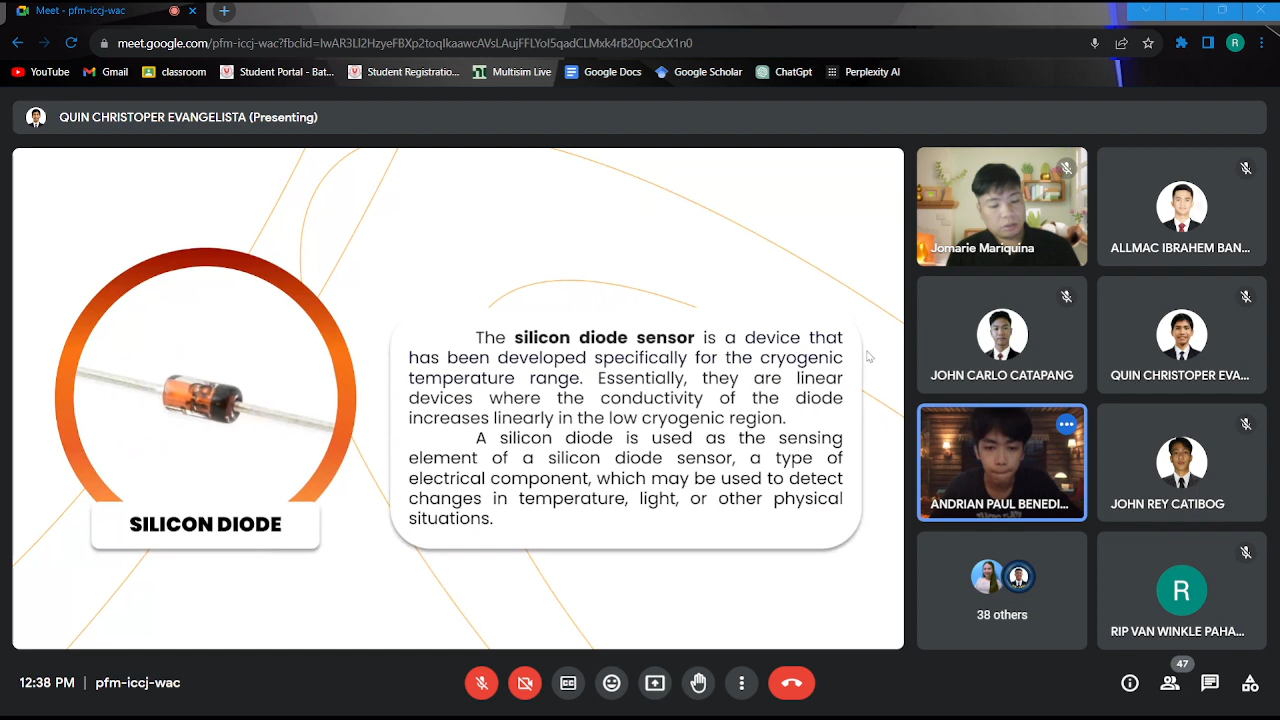 Meet - pfm-iccj-wac
meet.google.com/pfm-iccj-wac?fbclid=IwAR3Ll2HzyeFBXp2toqIkaawcAVsLAujFFLYoI5qadCLMxk4rB20pcQcX1n0
R
YouTube
Gmail
classroom
Student Portal - Bat...
Student Registratio...
Multisim Live
Google Docs
Google Scholar
ChatGpt
Perplexity AI
QUIN CHRISTOPER EVANGELISTA (Presenting)
The silicon diode sensor is a device that
has been developed specifically for the cryogenic
temperature range. Essentially, they are linear
devices where the conductivity of the diode
increases linearly in the low cryogenic region.
A silicon diode is used as the sensing
element of a silicon diode sensor, a type of
electrical component, which may be used to detect
changes in temperature, light, or other physical
situations.
SILICON DIODE
Jomarie Mariquina
ALLMAC IBRAHEM BAN...
JOHN CARLO CATAPANG
QUIN CHRISTOPER EVA...
ANDRIAN PAUL BENEDI...
JOHN REY CATIBOG
38 others
R
RIP VAN WINKLE PAHA...
12:38 PM | pfm-iccj-wac
47